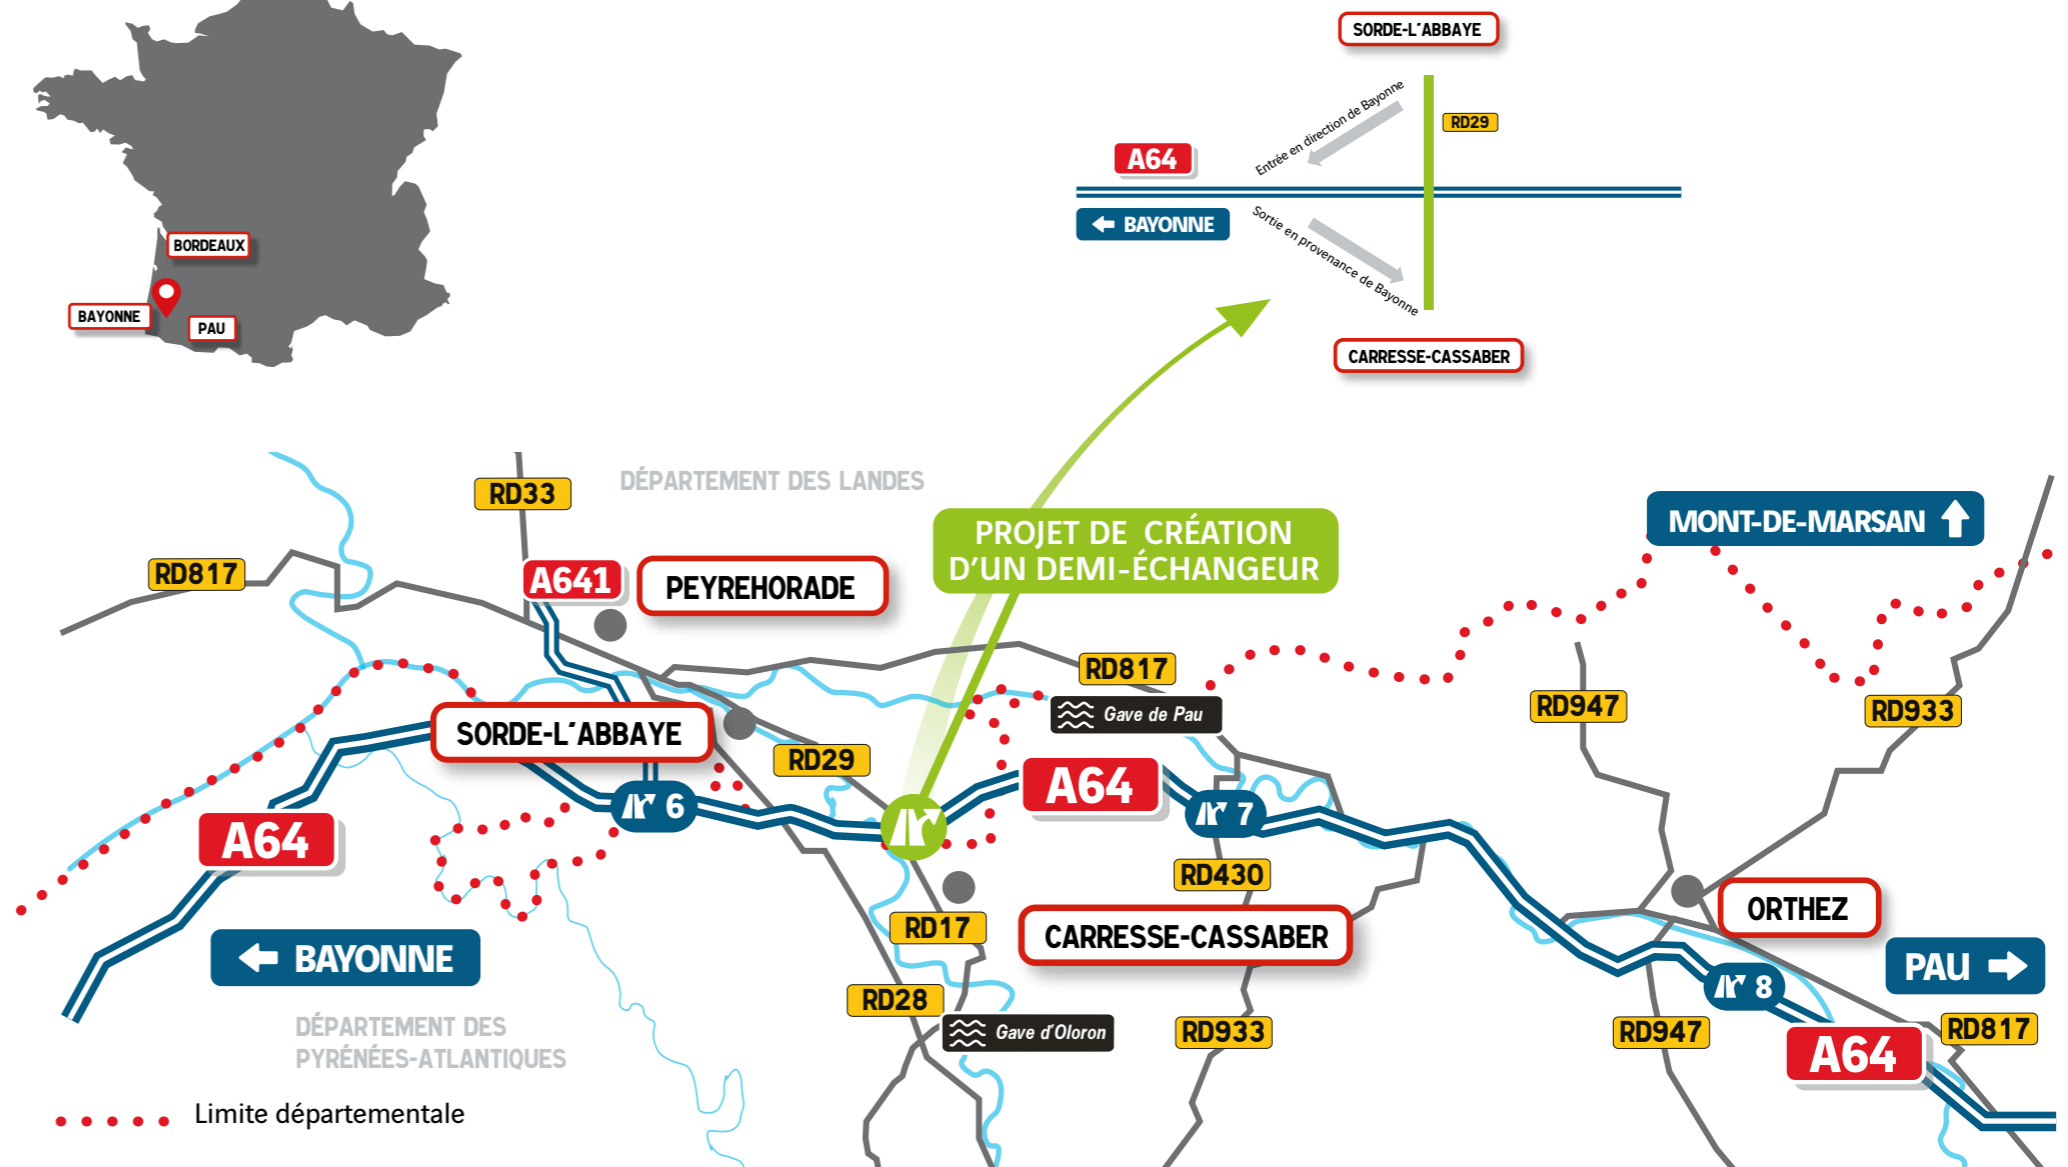 SORDE-L'ABBAYE
Entrée en direction de Bayonne
RD29
A64
BAYONNE
Sortie en provenance de Bayonne
CARRESSE-CASSABER
BORDEAUX
BAYONNE
PAU
DÉPARTEMENT DES LANDES
RD33
MONT-DE-MARSAN
PROJET DE CRÉATION
D'UN DEMI-ÉCHANGEUR
RD817
A641
PEYREHORADE
RD817
RD947
RD933
Gave de Pau
SORDE-L'ABBAYE
RD29
A64
6
7
A64
RD430
ORTHEZ
RD17
CARRESSE-CASSABER
BAYONNE
PAU
8
RD28
DÉPARTEMENT DES
PYRÉNÉES-ATLANTIQUES
Gave d'Oloron
RD933
RD947
RD817
A64
Limite départementale